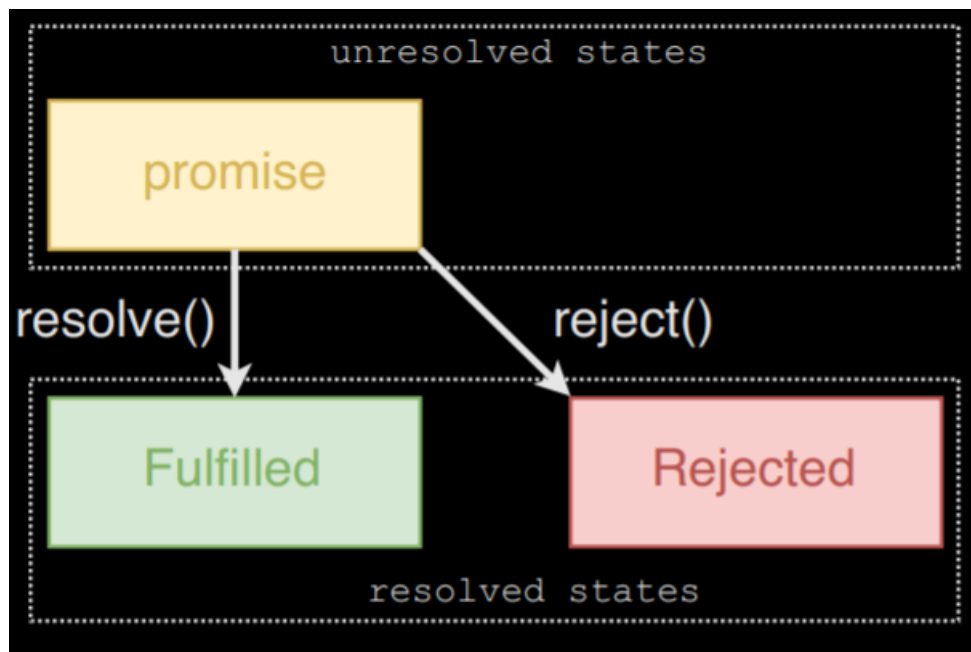 unresolved states
promise
resolve()
reject()
Fulfilled
Rejected
resolved states